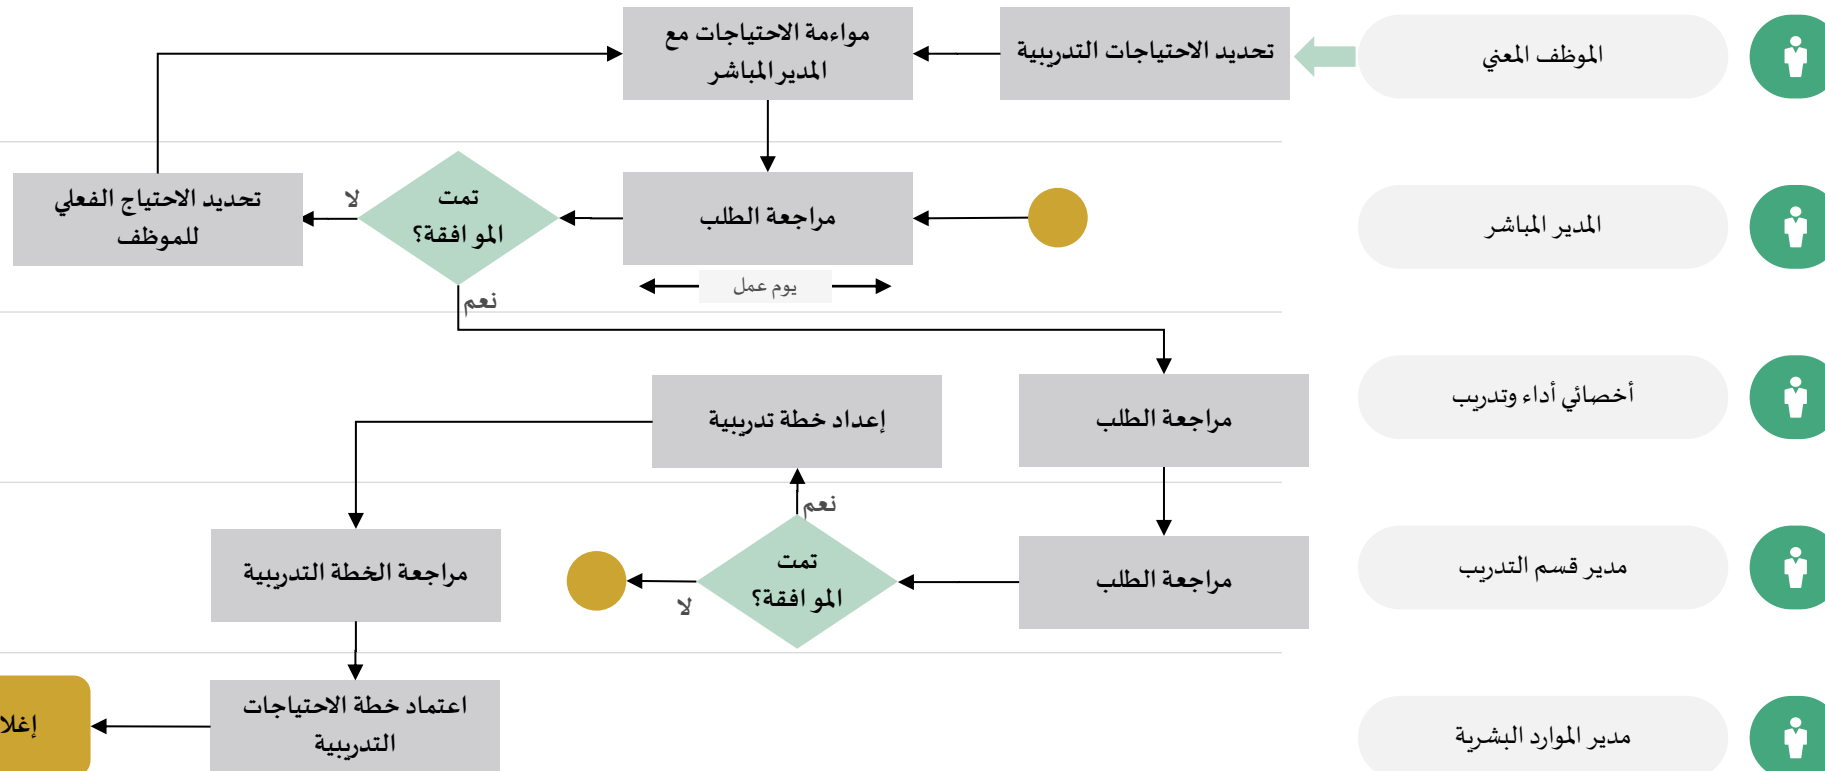 الموظف المعني
تحديد الاحتياجات التدريبية
مواءمة الاحتياجات مع
المدير المباشر
المدير المباشر
مراجعة الطلب
يوم عمل
تمت
الموافقة؟
لا
نعم
تحديد الاحتياج الفعلي
للموظف
أخصائي أداء وتدريب
مراجعة الطلب
إعداد خطة تدريبية
مدير قسم التدريب
مراجعة الطلب
تمت
الموافقة؟
نعم
لا
مراجعة الخطة التدريبية
مدير الموارد البشرية
اعتماد خطة الاحتياجات
التدريبية